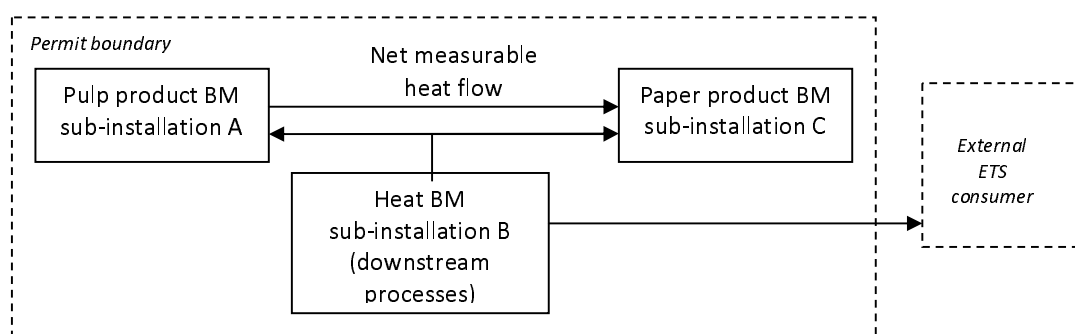 Permit boundary
Net measurable
heat flow
Pulp product BM
sub-installation A
Paper product BM
sub-installation C
External
ETS
consumer
Heat BM
sub-installation B
(downstream
processes)